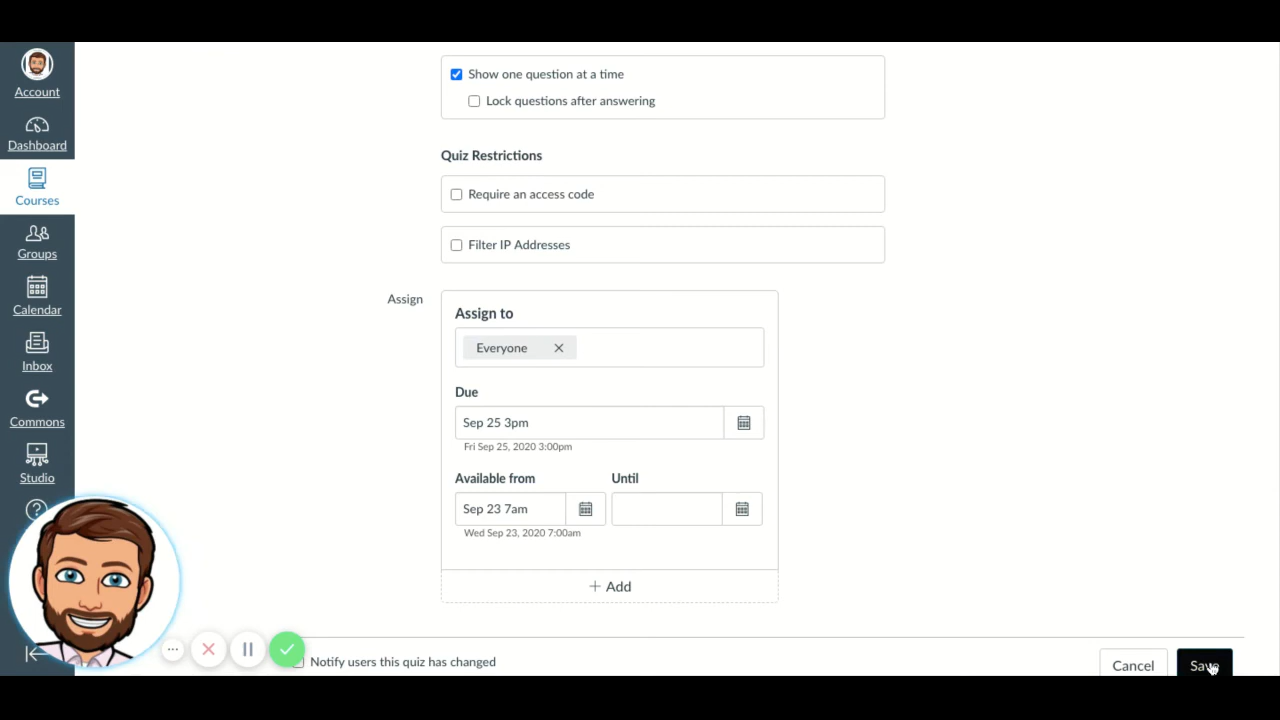 Account
Dashboard
Courses
Groups
Calendar
Inbox
Commons
Studio
Show one question at a time
Lock questions after answering
Quiz Restrictions
Require an access code
Filter IP Addresses
Assign
Assign to
Everyone
Due
Sep 25 3pm
Fri Sep 25, 2020 3:00pm
Available from Until
Sep 23 7am
Wed Sep 23, 2020 7:00am
+ Add
Notify users this quiz has changed
Cancel Save